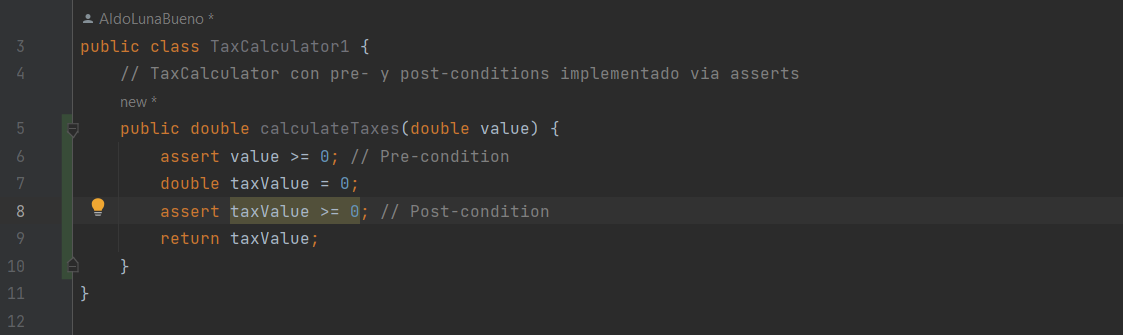 AldoLunaBueno *
3 public class TaxCalculator1 {
4 // TaxCalculator con pre- y post-conditions implementado via asserts
new *
5 public double calculateTaxes(double value) {
6 assert value >= 0; // Pre-condition
7 double taxValue = 0;
8 assert taxValue >= 0; // Post-condition
9 return taxValue;
10 }
11 }
12